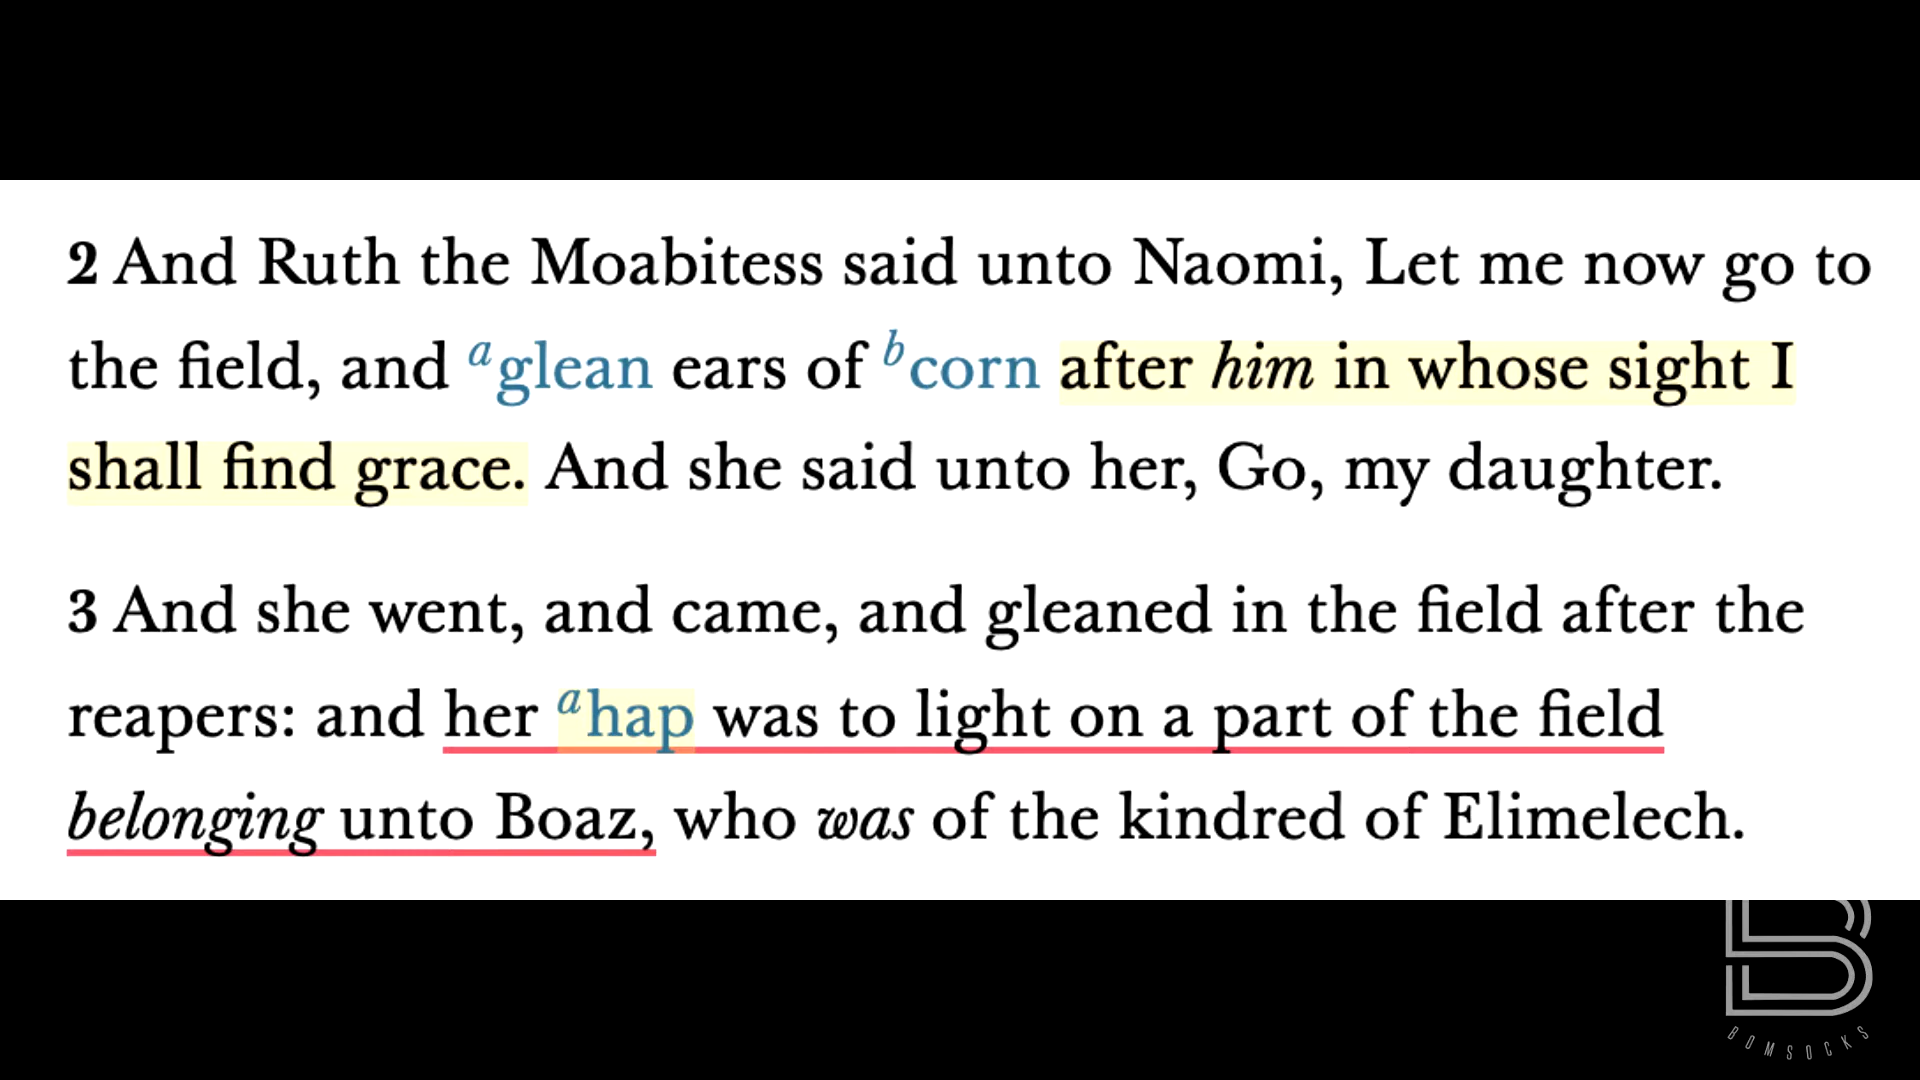 2 And Ruth the Moabitess said unto Naomi, Let me now go to
the field, and a glean ears of b corn after him in whose sight I
shall find grace. And she said unto her, Go, my daughter.
3 And she went, and came, and gleaned in the field after the
reapers: and her a hap was to light on a part of the field
belonging unto Boaz, who was of the kindred of Elimelech.
B
BOMSOCKS